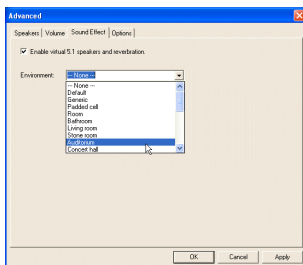 Advanced
Speakers Volume Sound Effect Options
Enable virtual 5.1 speakers and reverbration.
Environment: -- None --
-- None --
Default
Generic
Padded cell
Room
Bathroom
Living room
Stone room
Auditorium
Concert hall
OK Cancel Apply